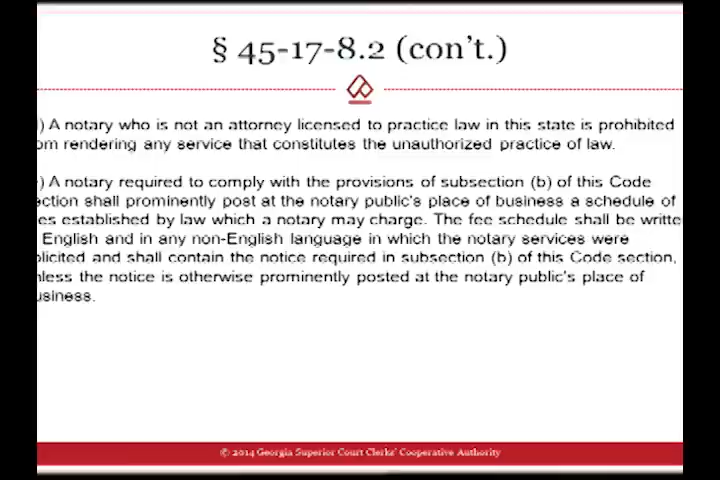 § 45-17-8.2 (con't.)
) A notary who is not an attorney licensed to practice law in this state is prohibited
om rendering any service that constitutes the unauthorized practice of law.
) A notary required to comply with the provisions of subsection (b) of this Code
ection shall prominently post at the notary public's place of business a schedule of
es established by law which a notary may charge. The fee schedule shall be writte
English and in any non-English language in which the notary services were
olicited and shall contain the notice required in subsection (b) of this Code section,
nless the notice is otherwise prominently posted at the notary public's place of
usiness.
© 2014 Georgia Superior Court Clerks' Cooperative Authority